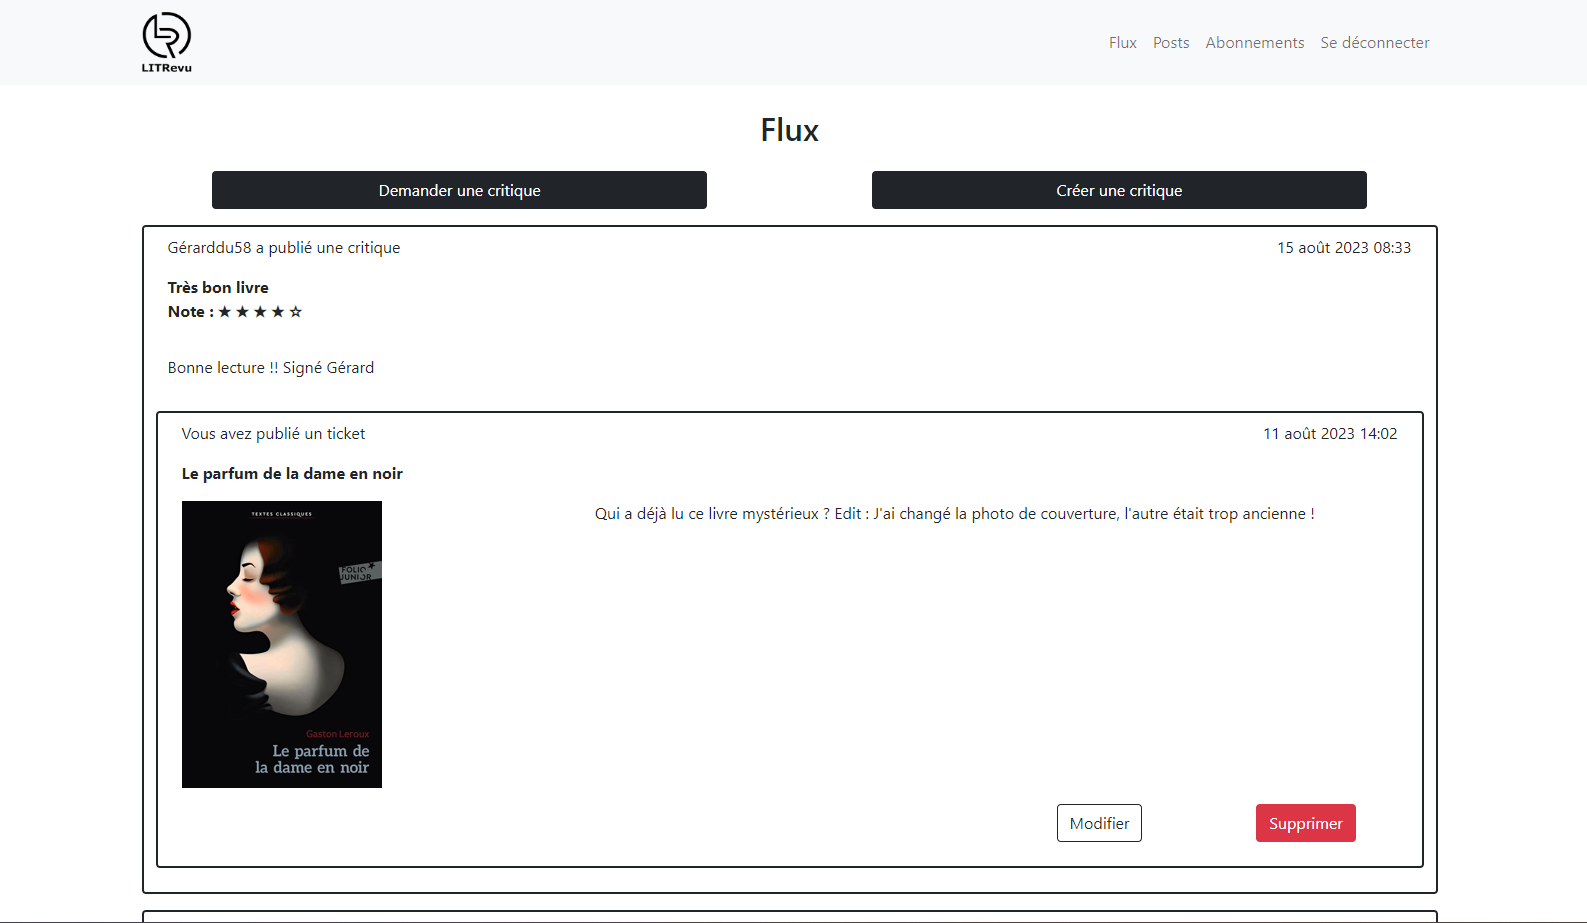 LITRevu
Flux Posts Abonnements Se déconnecter
Flux
Demander une critique
Créer une critique
Gérarddu58 a publié une critique
15 août 2023 08:33
Très bon livre
Note : ★ ★ ★ ★ ☆
Bonne lecture !! Signé Gérard
Vous avez publié un ticket
11 août 2023 14:02
Le parfum de la dame en noir
TEXTES CLASSIQUES
FOLIO
JUNIOR
Gaston Leroux
Le parfum de
la dame en noir
Qui a déjà lu ce livre mystérieux ? Edit : J'ai changé la photo de couverture, l'autre était trop ancienne !
Modifier
Supprimer